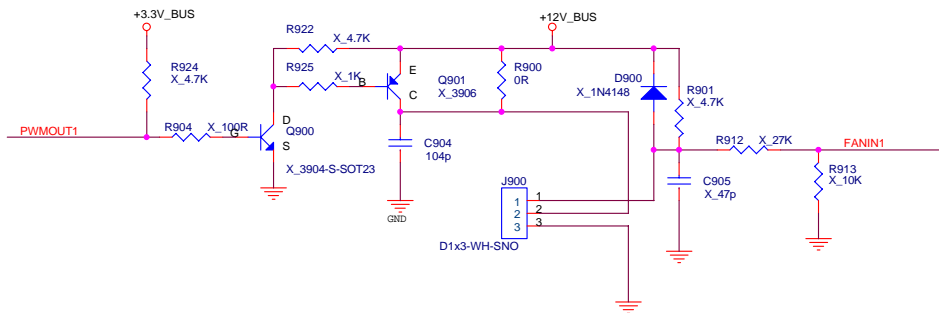 +3.3V_BUS
R924
X_4.7K
PWMOUT1
R904
X_100R
G
D
S
Q900
X_3904-S-SOT23
R922
X_4.7K
R925
X_1K
B
E
C
Q901
X_3906
C904
104p
GND
+12V_BUS
R900
0R
D900
X_1N4148
R901
X_4.7K
R912
X_27K
FANIN1
R913
X_10K
C905
X_47p
J900
1
2
3
1
2
3
D1x3-WH-SNO